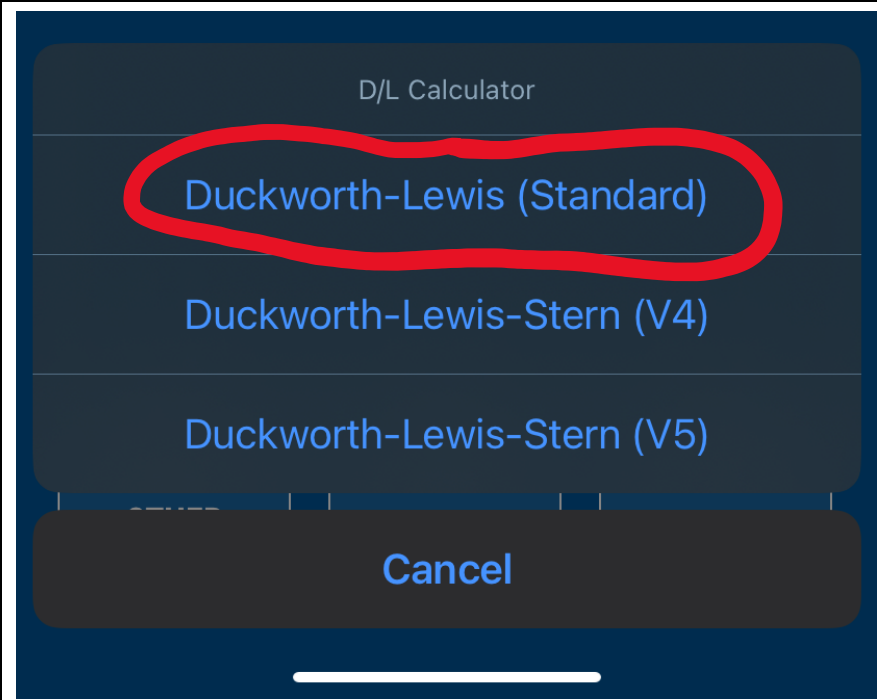 D/L Calculator
Duckworth-Lewis (Standard)
Duckworth-Lewis-Stern (V4)
Duckworth-Lewis-Stern (V5)
Cancel